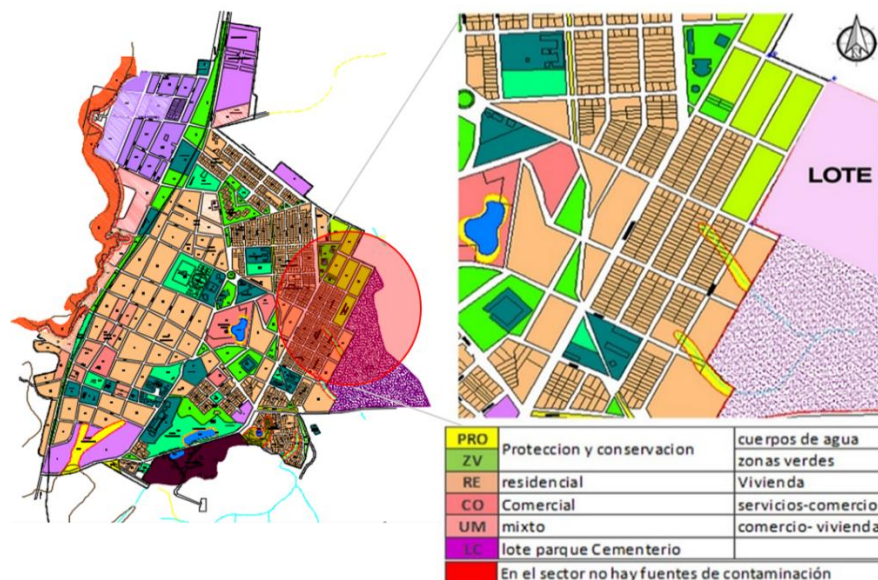 LOTE
PRO Proteccion y conservacion cuerpos de agua
ZV zonas verdes
RE residencial Vivienda
CO Comercial servicios-comercio
UM mixto comercio- vivienda
LC lote parque Cementerio
En el sector no hay fuentes de contaminación